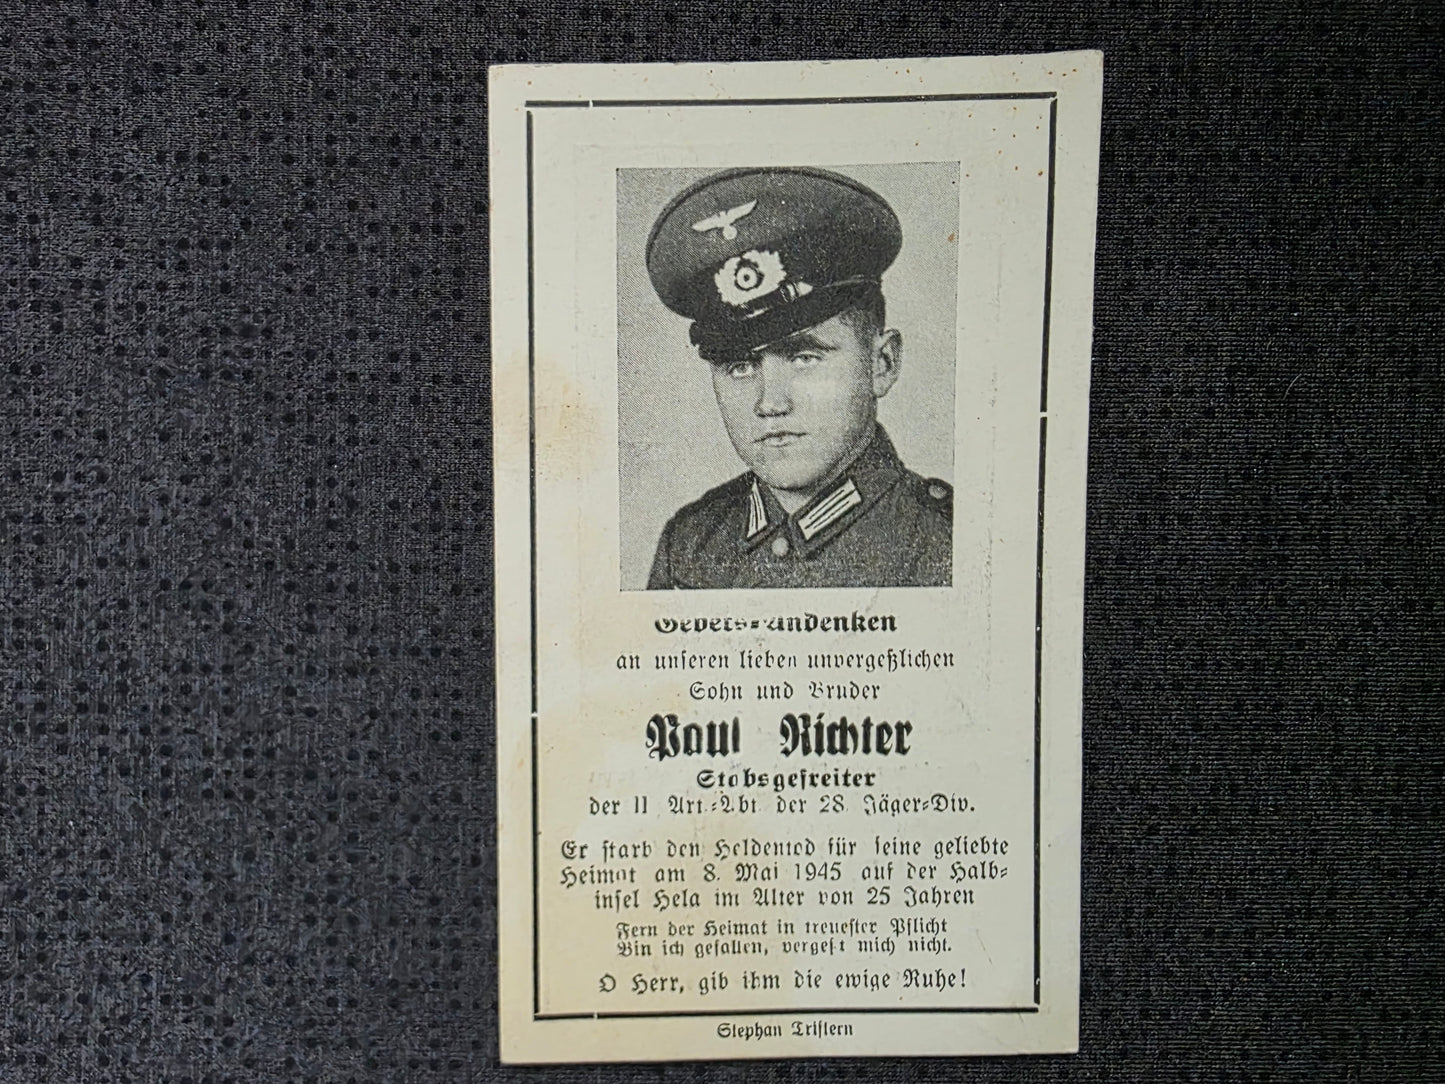 Gebets-Andenken
an unseren lieben unvergeßlichen
Sohn und Bruder
Paul Richter
Stabsgefreiter
der II Art.-Abt der 28. Jäger-Div.
Er starb den Heldentod für seine geliebte
Heimat am 8. Mai 1945 auf der Halb-
insel Hela im Alter von 25 Jahren
Fern der Heimat in treuester Pflicht
Bin ich gefallen, vergeßt mich nicht.
O Herr, gib ihm die ewige Ruhe!
Stephan Triftern